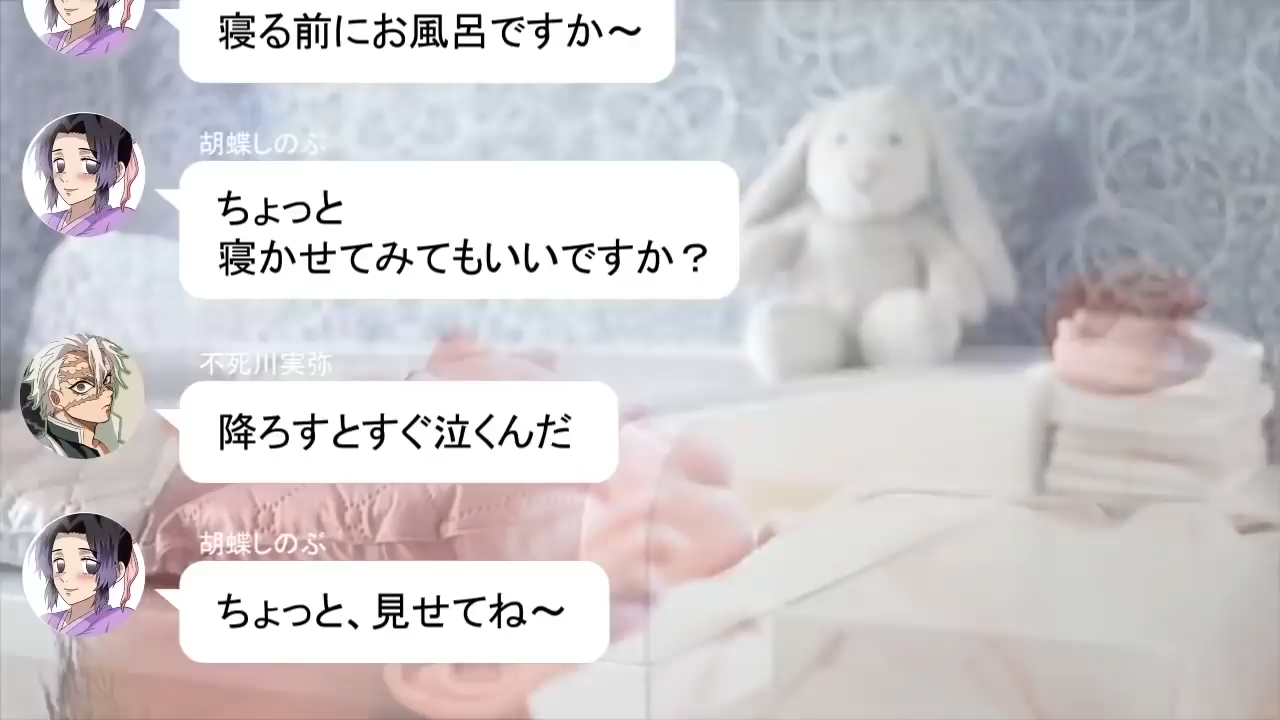 寝る前にお風呂ですか～
胡蝶しのぶ
ちょっと
寝かせてみてもいいですか？
不死川実弥
降ろすとすぐ泣くんだ
胡蝶しのぶ
ちょっと、見せてね～